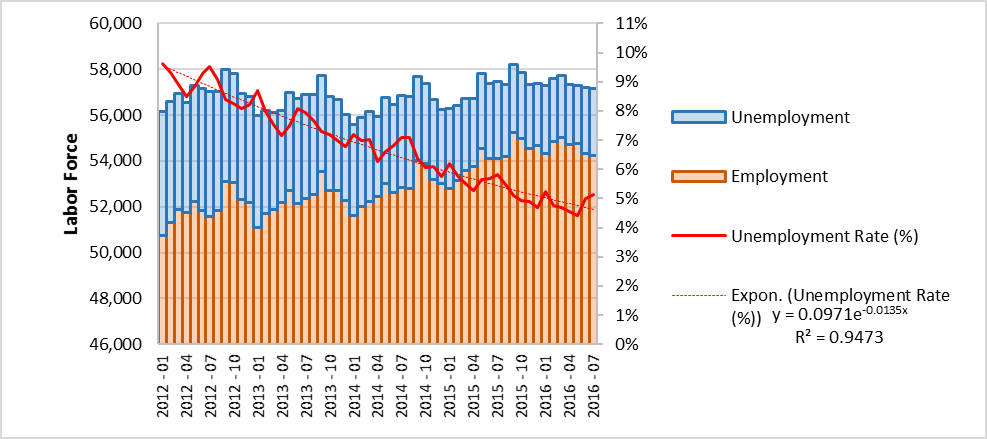 60,000
58,000
56,000
54,000
52,000
50,000
48,000
46,000
Labor Force
11%
10%
9%
8%
7%
6%
5%
4%
3%
2%
1%
0%
2012 - 01
2012 - 04
2012 - 07
2012 - 10
2013 - 01
2013 - 04
2013 - 07
2013 - 10
2014 - 01
2014 - 04
2014 - 07
2014 - 10
2015 - 01
2015 - 04
2015 - 07
2015 - 10
2016 - 01
2016 - 04
2016 - 07
Unemployment
Employment
Unemployment Rate (%)
Expon. (Unemployment Rate
(%))
y = 0.0971e^-0.0135x
R² = 0.9473